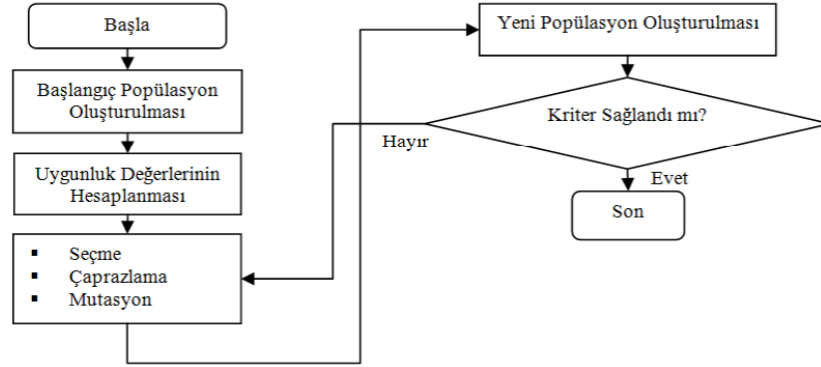 Başla
Başlangıç Popülasyon
Oluşturulması
Uygunluk Değerlerinin
Hesaplanması
▪ Seçme
▪ Çaprazlama
▪ Mutasyon
Yeni Popülasyon Oluşturulması
Kriter Sağlandı mı?
Hayır
Evet
Son